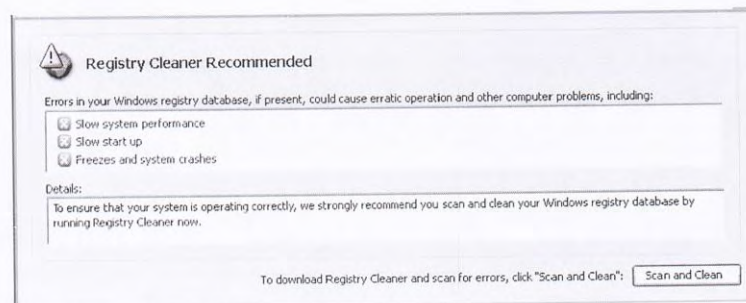 Registry Cleaner Recommended
Errors in your Windows registry database, if present, could cause erratic operation and other computer problems, including:
Slow system performance
Slow start up
Freezes and system crashes
Details:
To ensure that your system is operating correctly, we strongly recommend you scan and clean your Windows registry database by
running Registry Cleaner now.
To download Registry Cleaner and scan for errors, click "Scan and Clean":
Scan and Clean